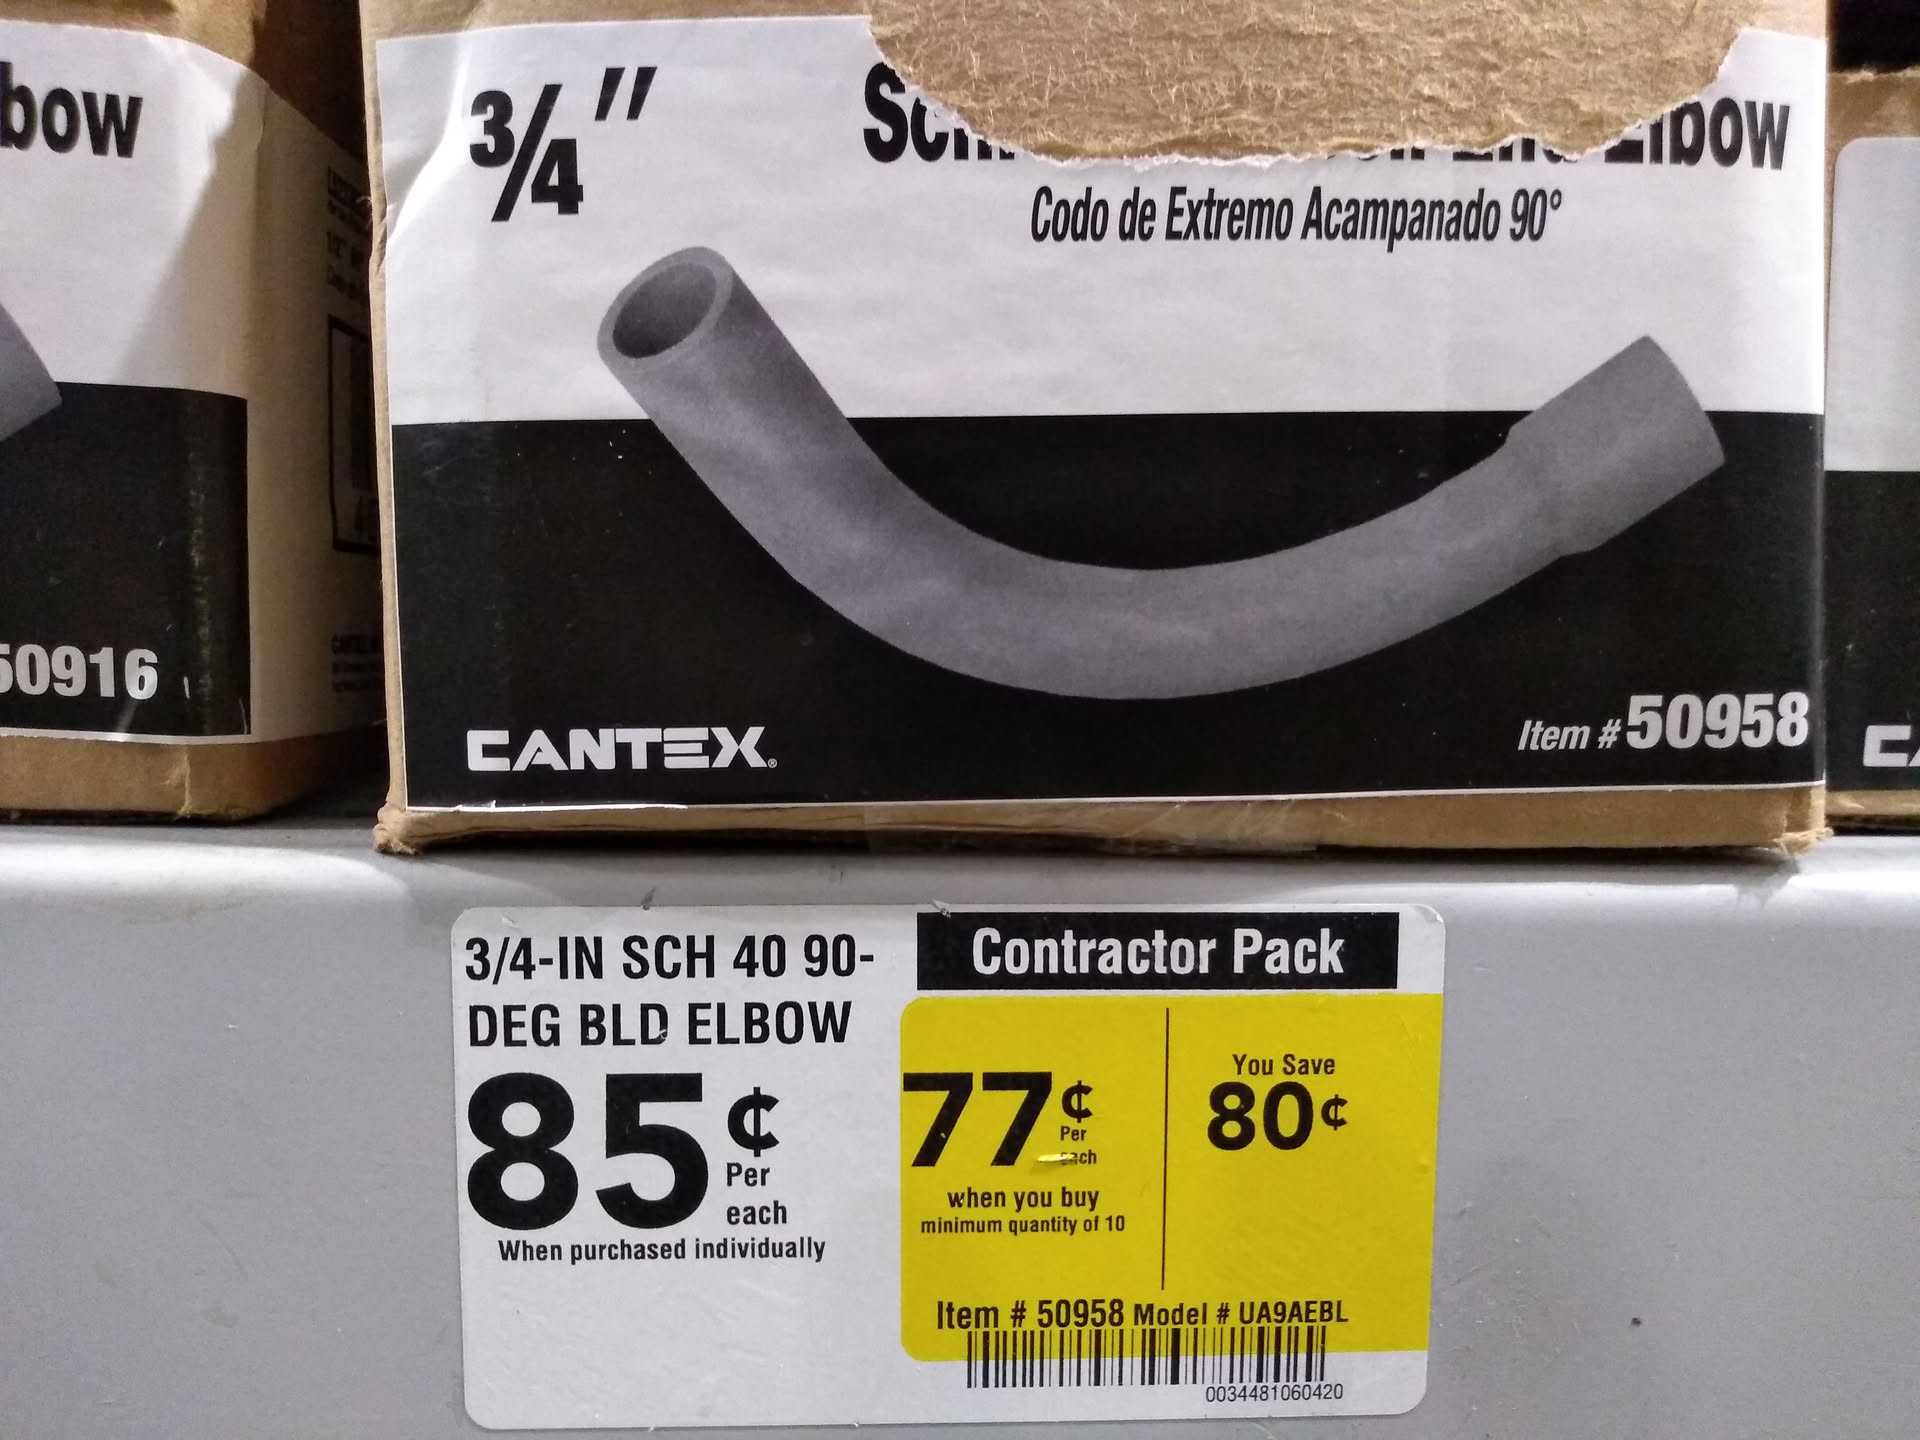 bow
50916
3/4"
Elbow
Codo de Extremo Acampanado 90°
CANTEX®
Item # 50958
3/4-IN SCH 40 90-
DEG BLD ELBOW
85¢
Per
each
When purchased individually
Contractor Pack
77¢
Per
each
when you buy
minimum quantity of 10
You Save
80¢
Item # 50958 Model # UA9AEBL
0034481060420